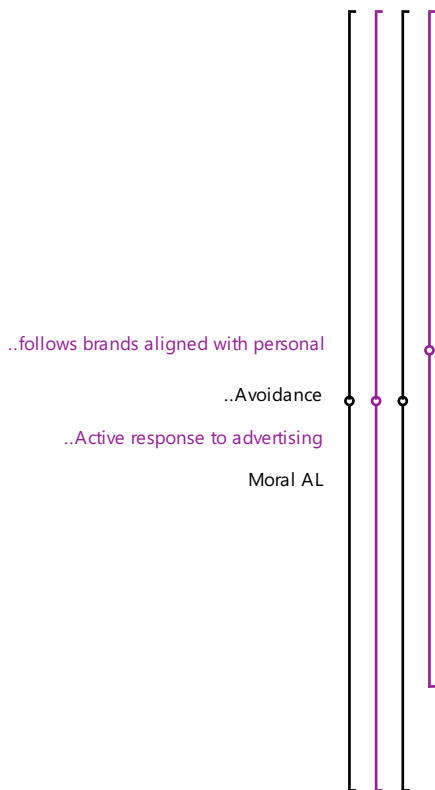 ..follows brands aligned with personal
..Avoidance
..Active response to advertising
Moral AL